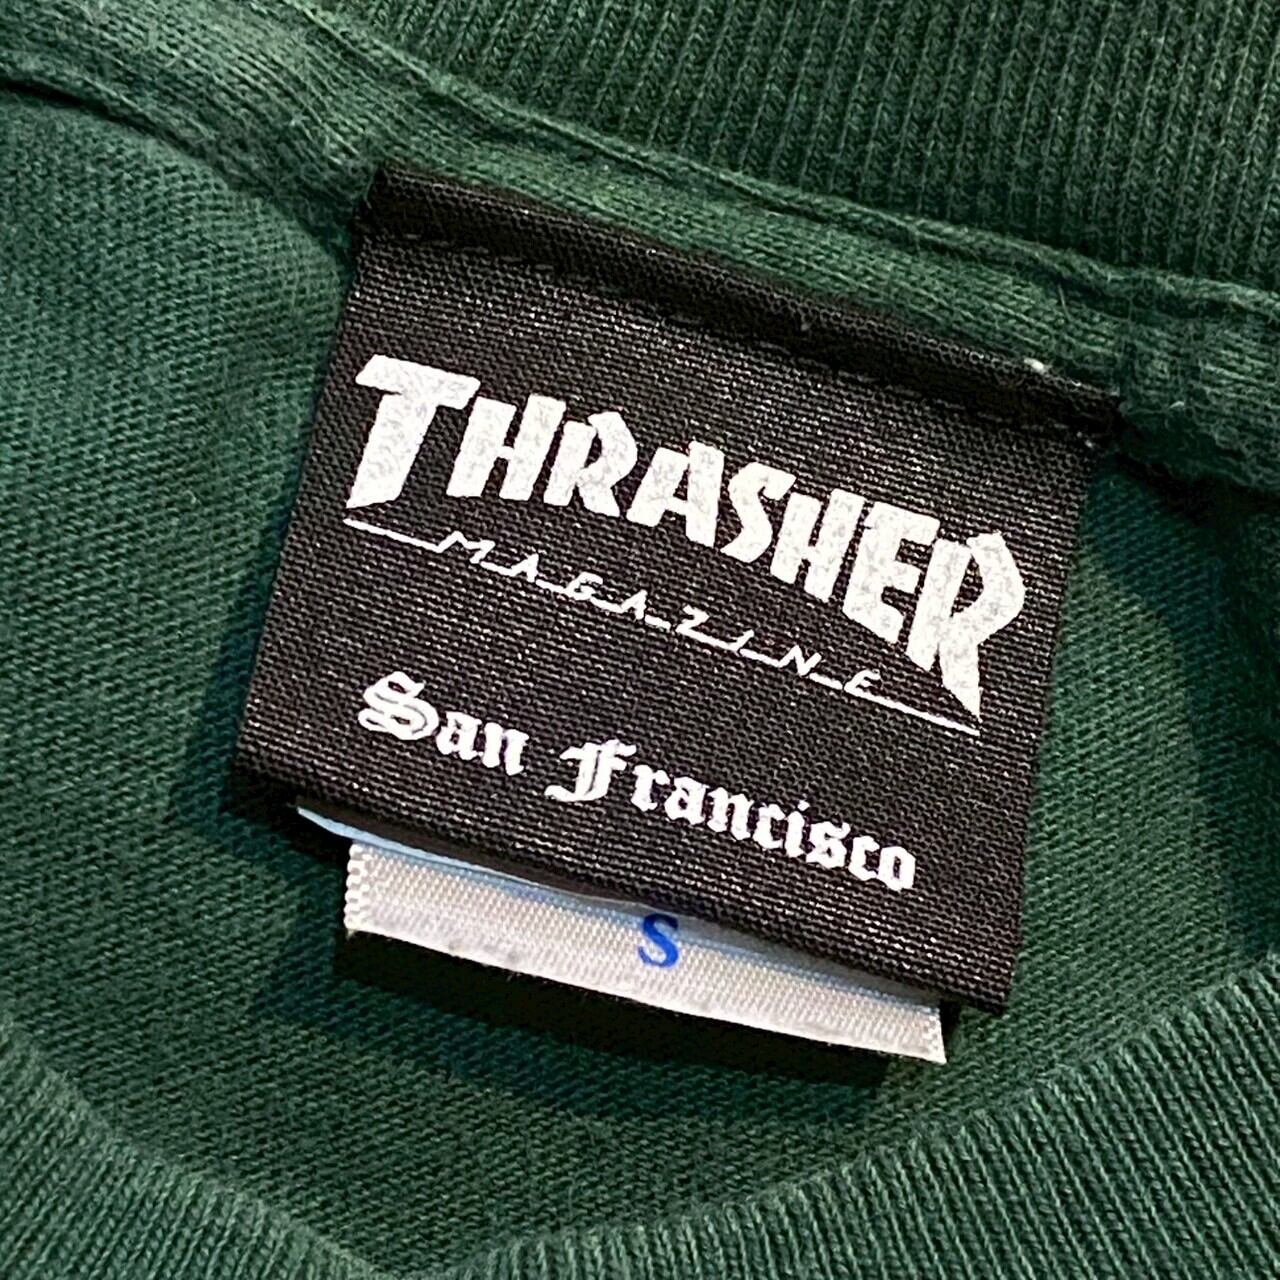 THRASHER
MAGAZINE
San Francisco
S